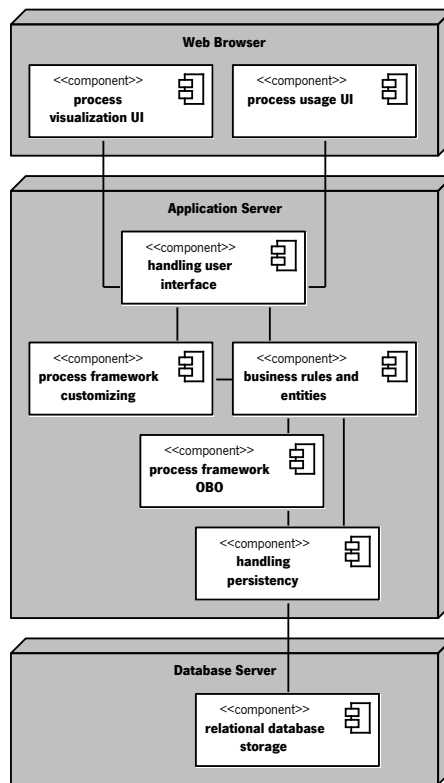 Web Browser
<<component>>
process
visualization UI
<<component>>
process usage UI
Application Server
<<component>>
handling user
interface
<<component>>
process framework
customizing
<<component>>
business rules and
entities
<<component>>
process framework
OBO
<<component>>
handling
persistency
Database Server
<<component>>
relational database
storage